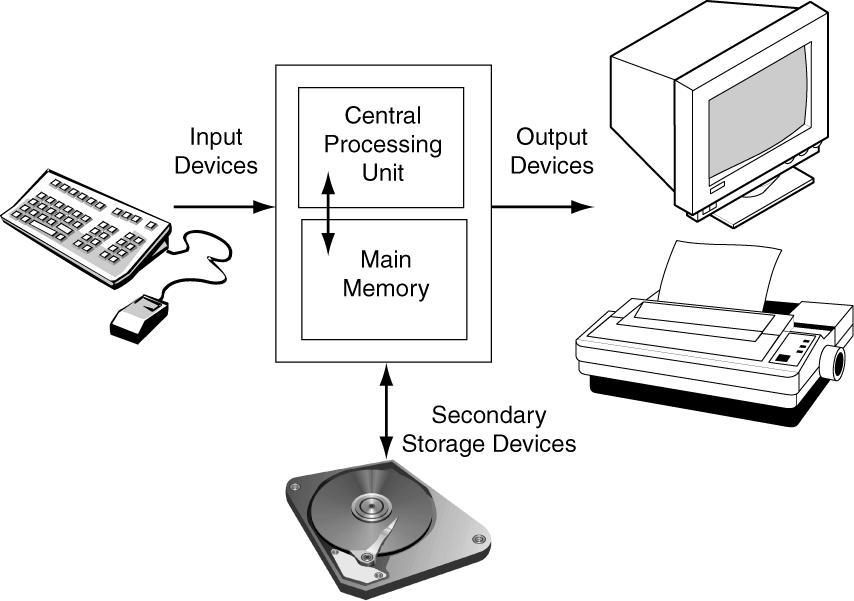 Input
Devices
Central
Processing
Unit
Main
Memory
Output
Devices
Secondary
Storage Devices